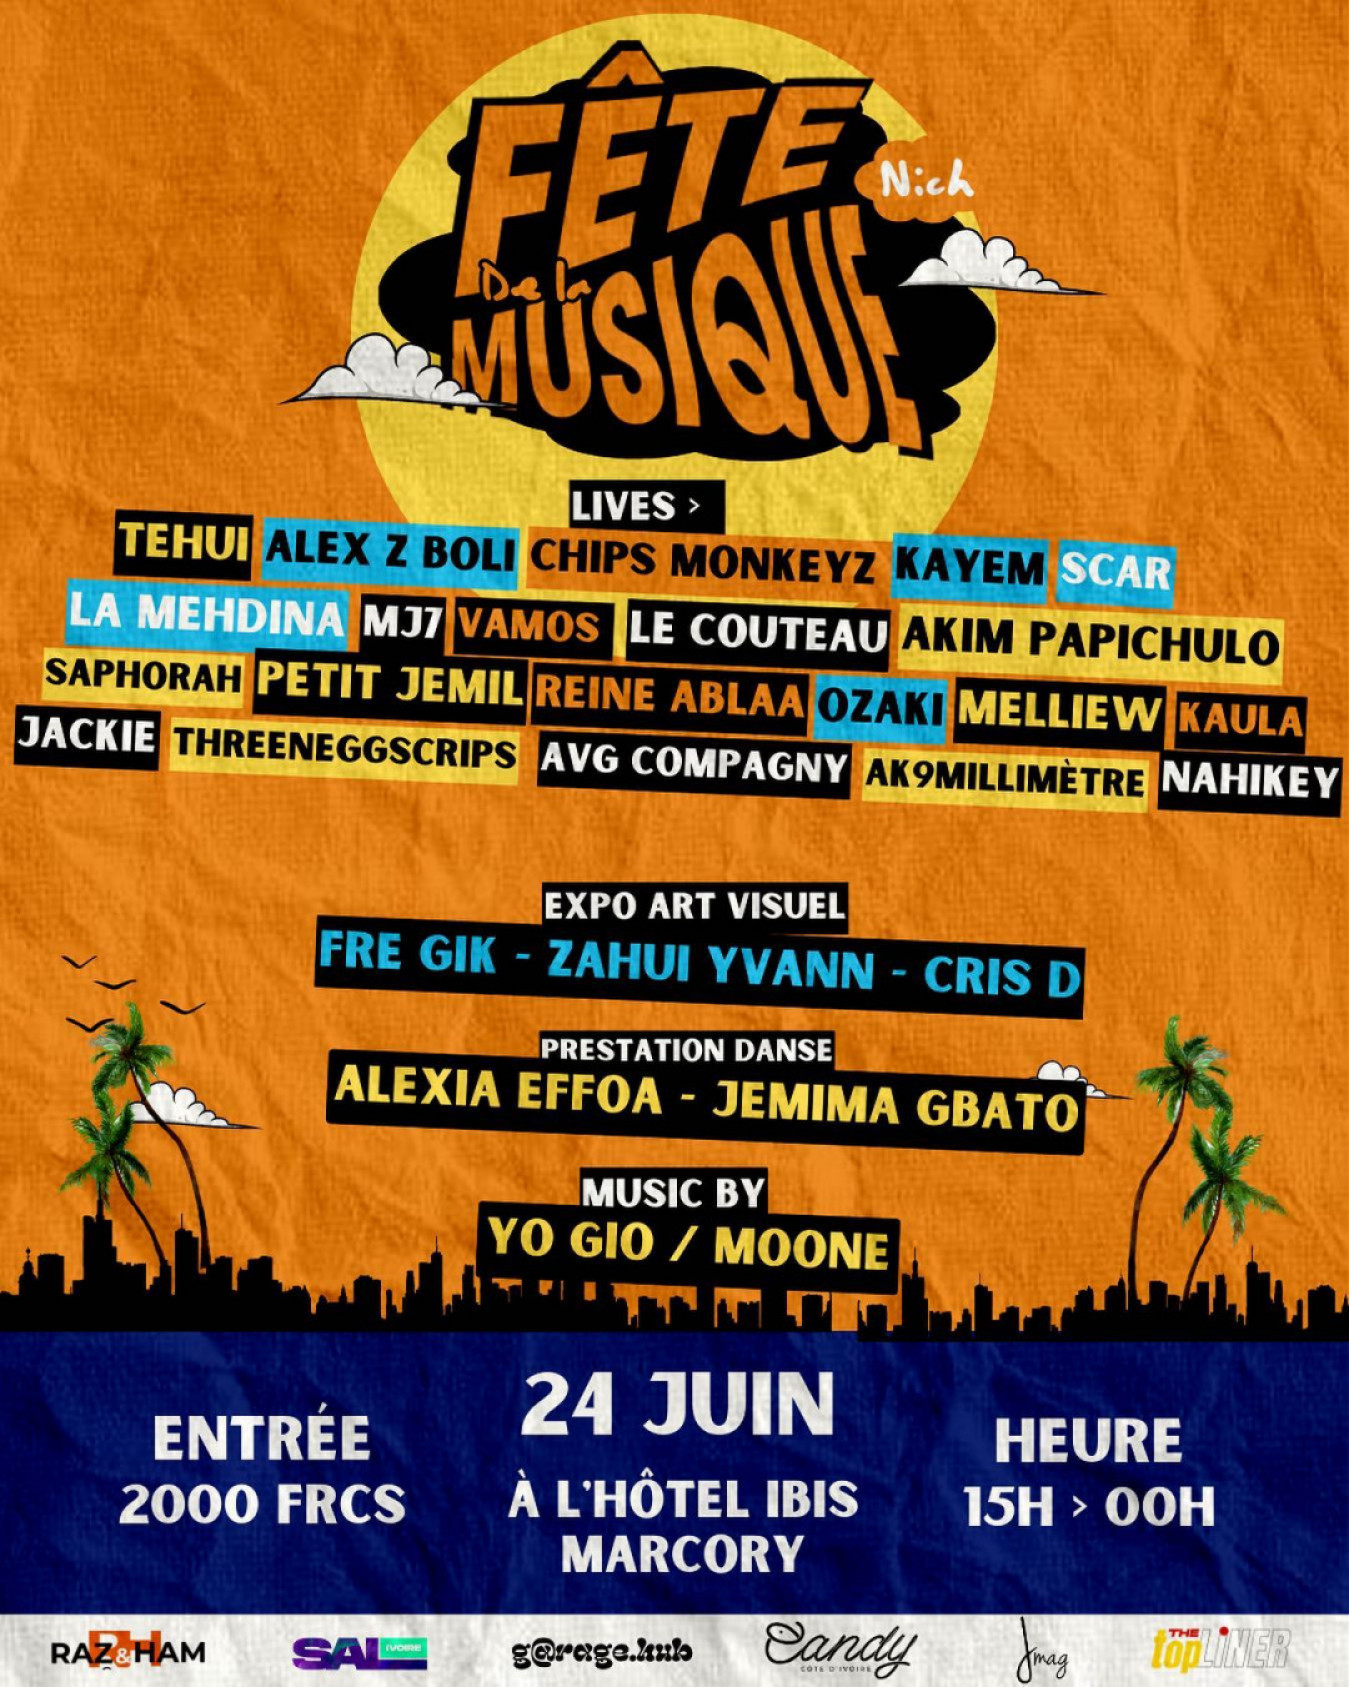 FÊTE
Nich
De la
MUSIQUE
LIVES >
TEHUI ALEX Z BOLI CHIPS MONKEYZ KAYEM SCAR
LA MEHDINA MJ7 VAMOS LE COUTEAU AKIM PAPICHULO
SAPHORAH PETIT JEMIL REINE ABLAA OZAKI MELLIEW KAULA
JACKIE THREENEGGSCRIPS AVG COMPAGNY AK9MILLIMÈTRE NAHIKEY
EXPO ART VISUEL
FRE GIK - ZAHUI YVANN - CRIS D
PRESTATION DANSE
ALEXIA EFFOA - JEMIMA GBATO
MUSIC BY
YO GIO / MOONE
ENTRÉE
2000 FRCS
24 JUIN
À L'HÔTEL IBIS
MARCORY
HEURE
15H > 00H
RAZ&HAM
SAL IVOIRE
g@rage.hub
Candy
COTE D'IVOIRE
Jmag
THE
topLINER